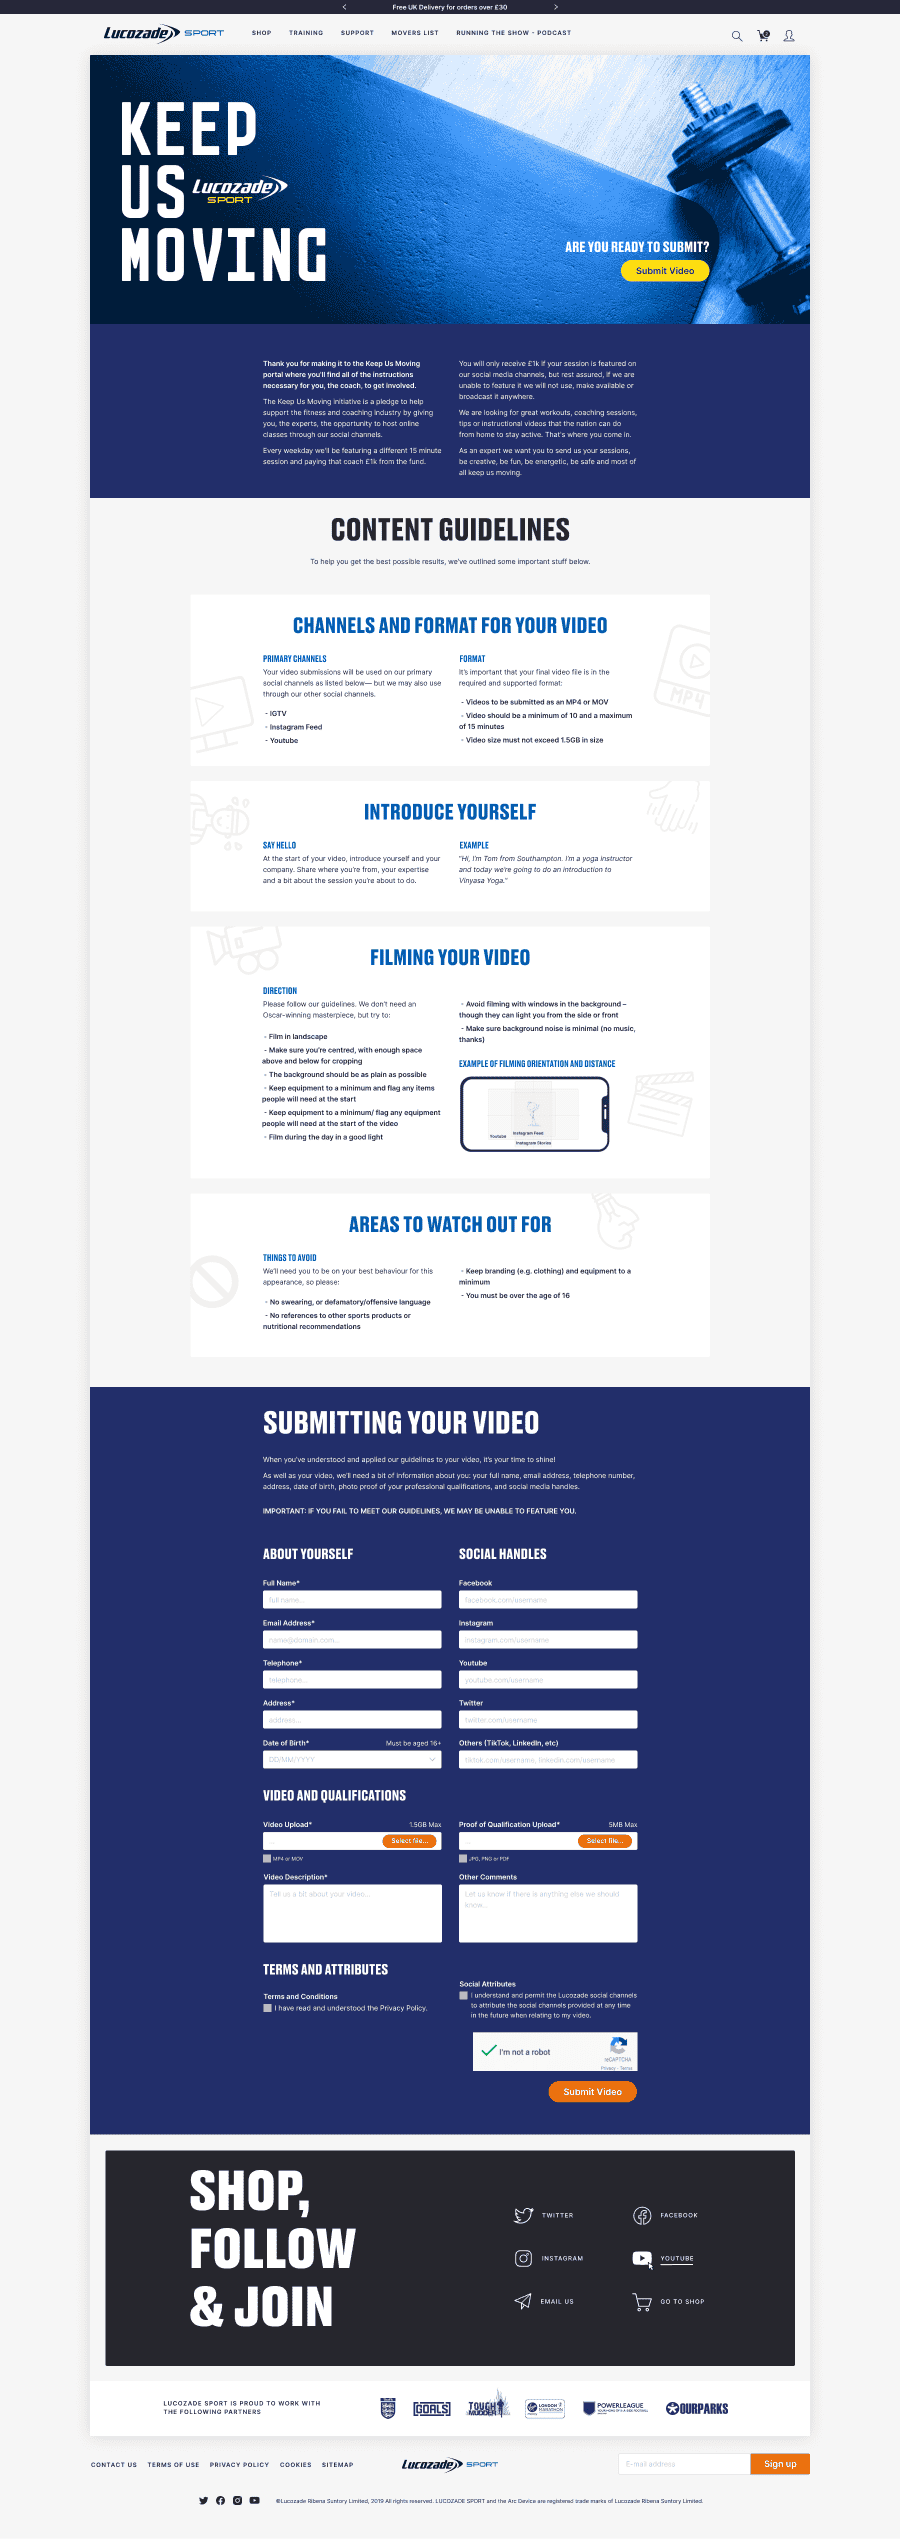 Free UK Delivery for orders over £30
Lucozade SPORT
SHOP TRAINING SUPPORT MOVERS LIST RUNNING THE SHOW - PODCAST
KEEP
US Lucozade SPORT
MOVING
ARE YOU READY TO SUBMIT?
Submit Video
Thank you for making it to the Keep Us Moving
portal where you'll find all of the instructions
necessary for you, the coach, to get involved.
The Keep Us Moving initiative is a pledge to help
support the fitness and coaching industry by giving
you, the experts, the opportunity to host online
classes through our social channels.
Every weekday we'll be featuring a different 15 minute
session and paying that coach £1k from the fund.
You will only receive £1k if your session is featured on
our social media channels, but rest assured, if we are
unable to feature it we will not use, make available or
broadcast it anywhere.
We are looking for great workouts, coaching sessions,
tips or instructional videos that the nation can do
from home to stay active. That's where you come in.
As an expert we want you to send us your sessions,
be creative, be fun, be energetic, be safe and most of
all keep us moving.
CONTENT GUIDELINES
To help you get the best possible results, we've outlined some important stuff below.
CHANNELS AND FORMAT FOR YOUR VIDEO
PRIMARY CHANNELS
Your video submissions will be used on our primary
social channels as listed below— but we may also use
through our other social channels.
- IGTV
- Instagram Feed
- Youtube
FORMAT
It's important that your final video file is in the
required and supported format:
- Videos to be submitted as an MP4 or MOV
- Video should be a minimum of 10 and a maximum
of 15 minutes
- Video size must not exceed 1.5GB in size
MP4
INTRODUCE YOURSELF
SAY HELLO
At the start of your video, introduce yourself and your
company. Share where you're from, your expertise
and a bit about the session you're about to do.
EXAMPLE
"Hi, I'm Tom from Southampton. I'm a yoga instructor
and today we're going to do an introduction to
Vinyasa Yoga."
FILMING YOUR VIDEO
DIRECTION
Please follow our guidelines. We don't need an
Oscar-winning masterpiece, but try to:
- Film in landscape
- Make sure you're centred, with enough space
above and below for cropping
- The background should be as plain as possible
- Keep equipment to a minimum and flag any items
people will need at the start
- Keep equipment to a minimum/ flag any equipment
people will need at the start of the video
- Film during the day in a good light
- Avoid filming with windows in the background –
though they can light you from the side or front
- Make sure background noise is minimal (no music,
thanks)
EXAMPLE OF FILMING ORIENTATION AND DISTANCE
Instagram Feed
Youtube
Instagram Stories
AREAS TO WATCH OUT FOR
THINGS TO AVOID
We'll need you to be on your best behaviour for this
appearance, so please:
- No swearing, or defamatory/offensive language
- No references to other sports products or
nutritional recommendations
- Keep branding (e.g. clothing) and equipment to a
minimum
- You must be over the age of 16
SUBMITTING YOUR VIDEO
When you've understood and applied our guidelines to your video, it's your time to shine!
As well as your video, we'll need a bit of information about you: your full name, email address, telephone number,
address, date of birth, photo proof of your professional qualifications, and social media handles.
IMPORTANT: IF YOU FAIL TO MEET OUR GUIDELINES, WE MAY BE UNABLE TO FEATURE YOU.
ABOUT YOURSELF
Full Name*
full name...
Email Address*
name@domain.com...
Telephone*
telephone...
Address*
address...
Date of Birth* Must be aged 16+
DD/MM/YYYY
SOCIAL HANDLES
Facebook
facebook.com/username
Instagram
instagram.com/username
Youtube
youtube.com/username
Twitter
twitter.com/username
Others (TikTok, LinkedIn, etc)
tiktok.com/username, linkedin.com/username
VIDEO AND QUALIFICATIONS
Video Upload* 1.5GB Max
... Select file...
MP4 or MOV
Proof of Qualification Upload* 5MB Max
... Select file...
JPG, PNG or PDF
Video Description*
Tell us a bit about your video...
Other Comments
Let us know if there is anything else we should
know...
TERMS AND ATTRIBUTES
Terms and Conditions
I have read and understood the Privacy Policy.
Social Attributes
I understand and permit the Lucozade social channels
to attribute the social channels provided at any time
in the future when relating to my video.
I'm not a robot
reCAPTCHA
Privacy - Terms
Submit Video
SHOP,
FOLLOW
& JOIN
TWITTER FACEBOOK
INSTAGRAM YOUTUBE
EMAIL US GO TO SHOP
LUCOZADE SPORT IS PROUD TO WORK WITH
THE FOLLOWING PARTNERS
GOALS
TOUGH MUDDER
LONDON MARATHON
POWERLEAGUE
OURPARKS
CONTACT US TERMS OF USE PRIVACY POLICY COOKIES SITEMAP
Lucozade SPORT
E-mail address
Sign up
©Lucozade Ribena Suntory Limited, 2019 All rights reserved. LUCOZADE SPORT and the Arc Device are registered trade marks of Lucozade Ribena Suntory Limited.